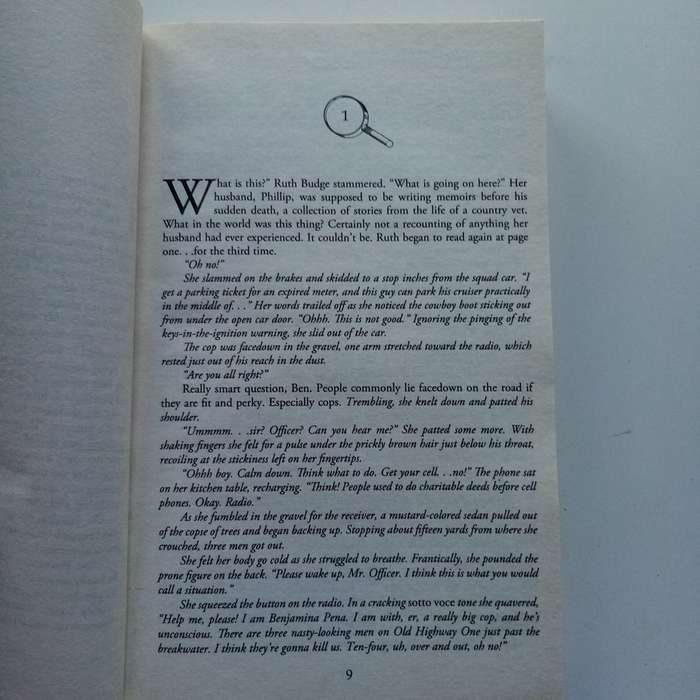 1
What is this?” Ruth Budge stammered. “What is going on here?” Her
husband, Phillip, was supposed to be writing memoirs before his
sudden death, a collection of stories from the life of a country vet.
What in the world was this thing? Certainly not a recounting of anything her
husband had ever experienced. It couldn’t be. Ruth began to read again at page
one. . .for the third time.
“Oh no!”
She slammed on the brakes and skidded to a stop inches from the squad car. “I
get a parking ticket for an expired meter, and this guy can park his cruiser practically
in the middle of. . .” Her words trailed off as she noticed the cowboy boot sticking out
from under the open car door. “Ohhh. This is not good.” Ignoring the pinging of the
keys-in-the-ignition warning, she slid out of the car.
The cop was facedown in the gravel, one arm stretched toward the radio, which
rested just out of his reach in the dust.
“Are you all right?”
Really smart question, Ben. People commonly lie facedown on the road if
they are fit and perky. Especially cops. Trembling, she knelt down and patted his
shoulder.
“Ummmm. . .sir? Officer? Can you hear me?” She patted some more. With
shaking fingers she felt for a pulse under the prickly brown hair just below his throat,
recoiling at the stickiness left on her fingertips.
“Ohhh boy. Calm down. Think what to do. Get your cell. . .no!” The phone sat
on her kitchen table, recharging. “Think! People used to do charitable deeds before cell
phones. Okay. Radio.”
As she fumbled in the gravel for the receiver, a mustard-colored sedan pulled out
of the copse of trees and began backing up. Stopping about fifteen yards from where she
crouched, three men got out.
She felt her body go cold as she struggled to breathe. Frantically, she pounded the
prone figure on the back. “Please wake up, Mr. Officer. I think this is what you would
call a situation.”
She squeezed the button on the radio. In a cracking sotto voce tone she quavered,
“Help me, please! I am Benjamina Pena. I am with, er, a really big cop, and he’s
unconscious. There are three nasty-looking men on Old Highway One just past the
breakwater. I think they’re gonna kill us. Ten-four, uh, over and out, oh no!”
9